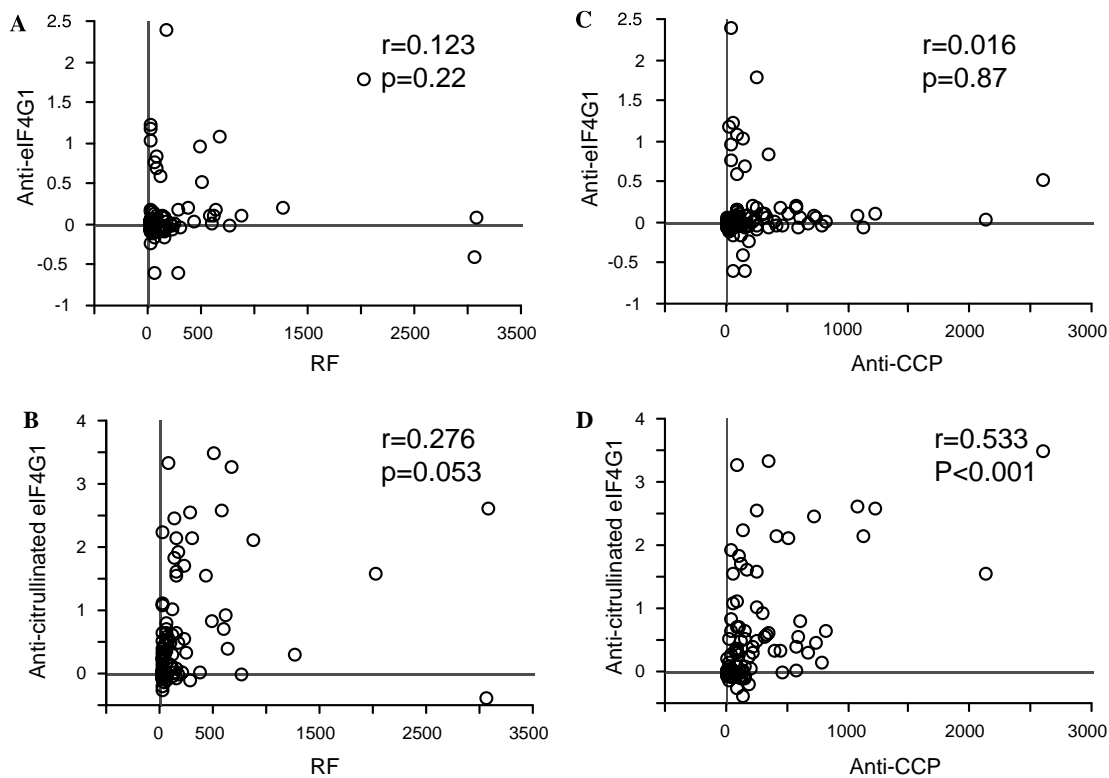 A
Anti-eIF4G1
2.5
2
1.5
1
0.5
0
-0.5
-1
r=0.123
p=0.22
0
500
1500
2500
3500
RF
C
Anti-eIF4G1
2.5
2
1.5
1
0.5
0
-0.5
-1
r=0.016
p=0.87
0
1000
2000
3000
Anti-CCP
B
Anti-citrullinated eIF4G1
4
3
2
1
0
r=0.276
p=0.053
0
500
1500
2500
3500
RF
D
Anti-citrullinated eIF4G1
4
3
2
1
0
r=0.533
P<0.001
0
1000
2000
3000
Anti-CCP